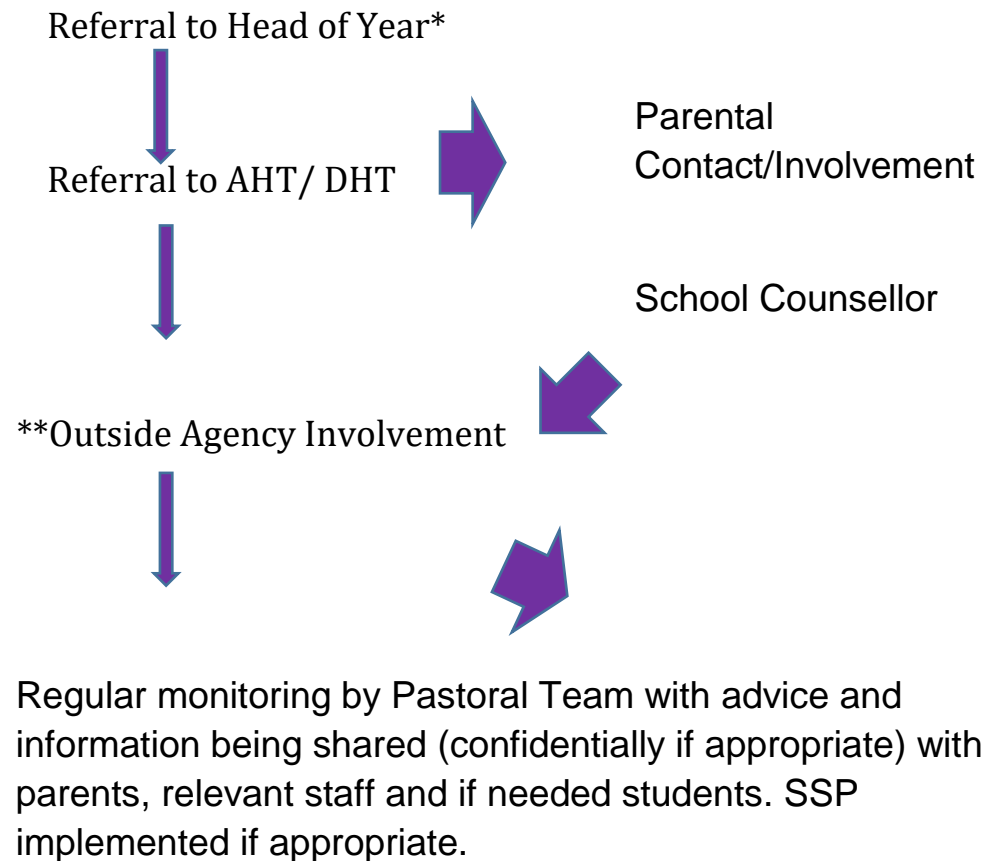 Referral to Head of Year*
Parental
Contact/Involvement
Referral to AHT/ DHT
School Counsellor
**Outside Agency Involvement
Regular monitoring by Pastoral Team with advice and
information being shared (confidentially if appropriate) with
parents, relevant staff and if needed students. SSP
implemented if appropriate.